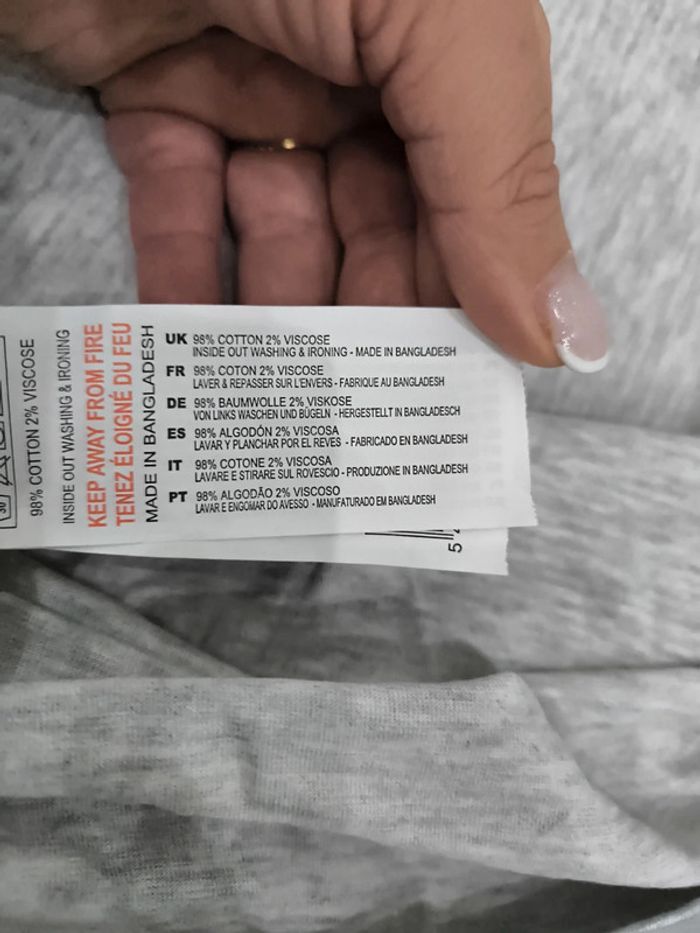 98% COTTON 2% VISCOSE
INSIDE OUT WASHING & IRONING
KEEP AWAY FROM FIRE
TENEZ ÉLOIGNÉ DU FEU
MADE IN BANGLADESH
UK 98% COTTON 2% VISCOSE
INSIDE OUT WASHING & IRONING - MADE IN BANGLADESH
FR 98% COTON 2% VISCOSE
LAVER & REPASSER SUR L'ENVERS - FABRIQUE AU BANGLADESH
DE 98% BAUMWOLLE 2% VISKOSE
VON LINKS WASCHEN UND BÜGELN - HERGESTELLT IN BANGLADESCH
ES 98% ALGODÓN 2% VISCOSA
LAVAR Y PLANCHAR POR EL REVES - FABRICADO EN BANGLADESH
IT 98% COTONE 2% VISCOSA
LAVARE E STIRARE SUL ROVESCIO - PRODUZIONE IN BANGLADESH
PT 98% ALGODÃO 2% VISCOSO
LAVAR E ENGOMAR DO AVESSO - MANUFATURADO EM BANGLADESH
5